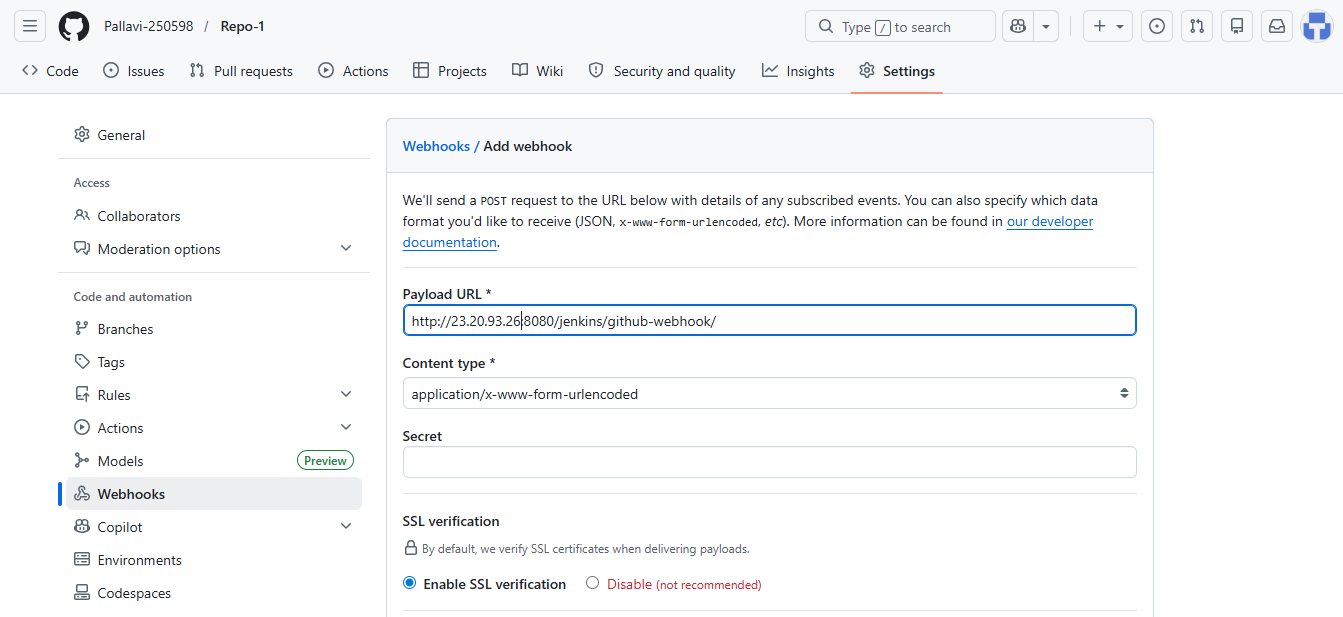 Pallavi-250598 / Repo-1 Type / to search
Code Issues Pull requests Actions Projects Wiki Security and quality Insights Settings
General
Access
Collaborators
Moderation options
Code and automation
Branches
Tags
Rules
Actions
Models Preview
Webhooks
Copilot
Environments
Codespaces
Webhooks / Add webhook
We'll send a POST request to the URL below with details of any subscribed events. You can also specify which data
format you'd like to receive (JSON, x-www-form-urlencoded, etc). More information can be found in our developer
documentation.
Payload URL *
http://23.20.93.26:8080/jenkins/github-webhook/
Content type *
application/x-www-form-urlencoded
Secret
SSL verification
By default, we verify SSL certificates when delivering payloads.
Enable SSL verification Disable (not recommended)